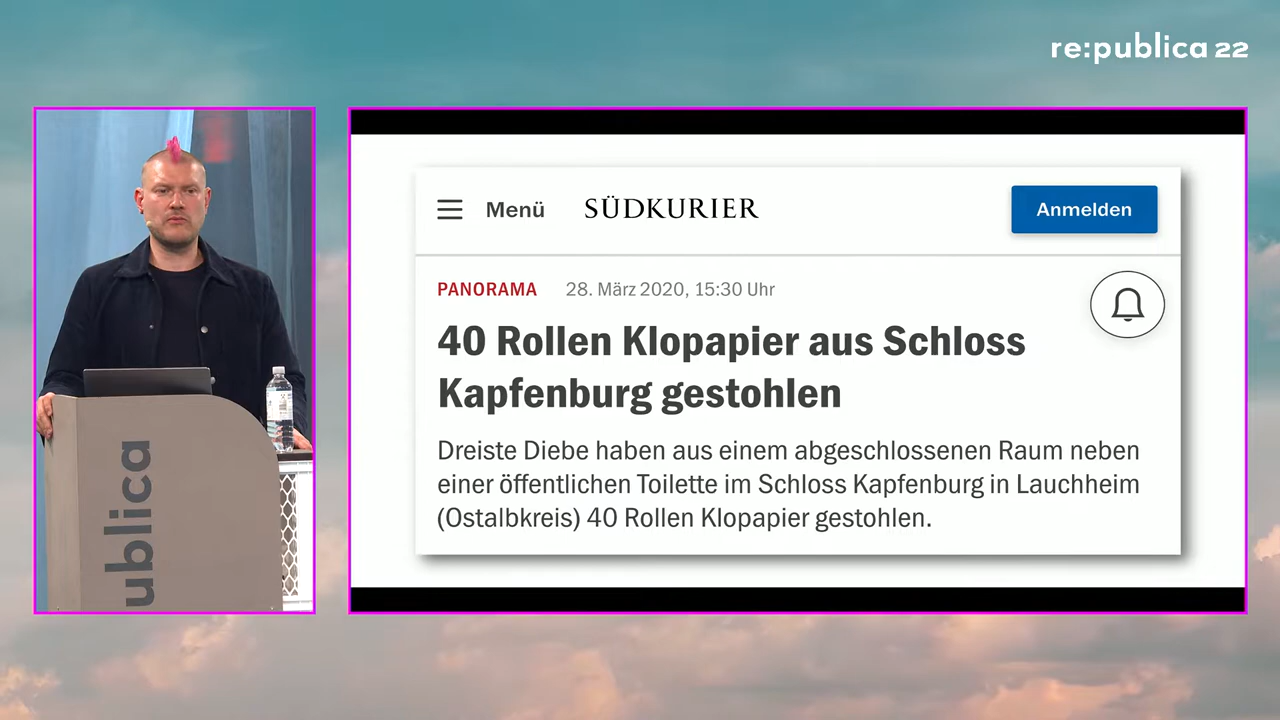 re:publica 22
Menü
SÜDKURIER
Anmelden
PANORAMA 28. März 2020, 15:30 Uhr
40 Rollen Klopapier aus Schloss
Kapfenburg gestohlen
Dreiste Diebe haben aus einem abgeschlossenen Raum neben
einer öffentlichen Toilette im Schloss Kapfenburg in Lauchheim
(Ostalbkreis) 40 Rollen Klopapier gestohlen.
ublica